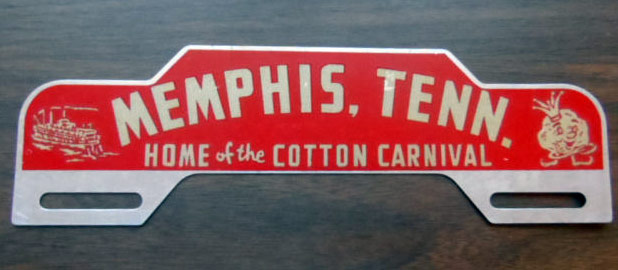 MEMPHIS, TENN.
HOME of the COTTON CARNIVAL